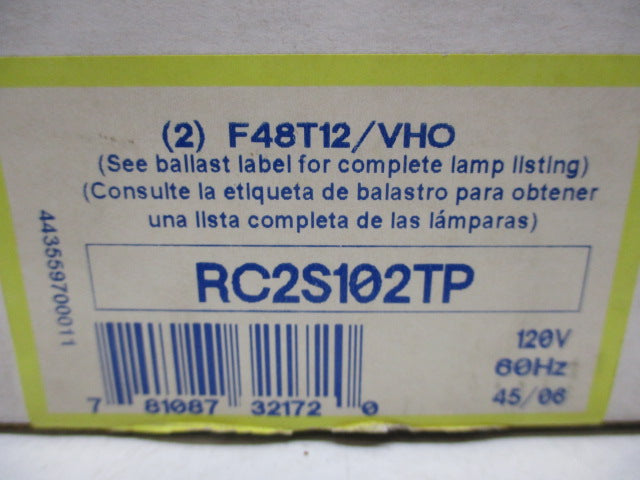 (2) F48T12/VHO
(See ballast label for complete lamp listing)
(Consulte la etiqueta de balastro para obtener
una lista completa de las lámparas)
443559700011
RC2S102TP
120V
60Hz
45/06
7 81087 32172 0